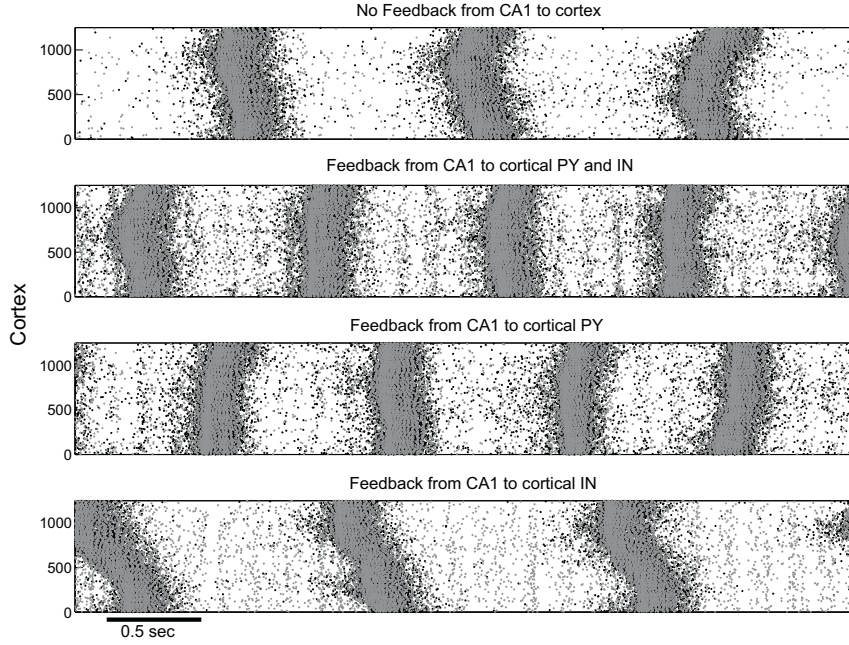 No Feedback from CA1 to cortex
1000
500
0
Feedback from CA1 to cortical PY and IN
1000
500
0
Cortex
Feedback from CA1 to cortical PY
1000
500
0
Feedback from CA1 to cortical IN
1000
500
0
0.5 sec